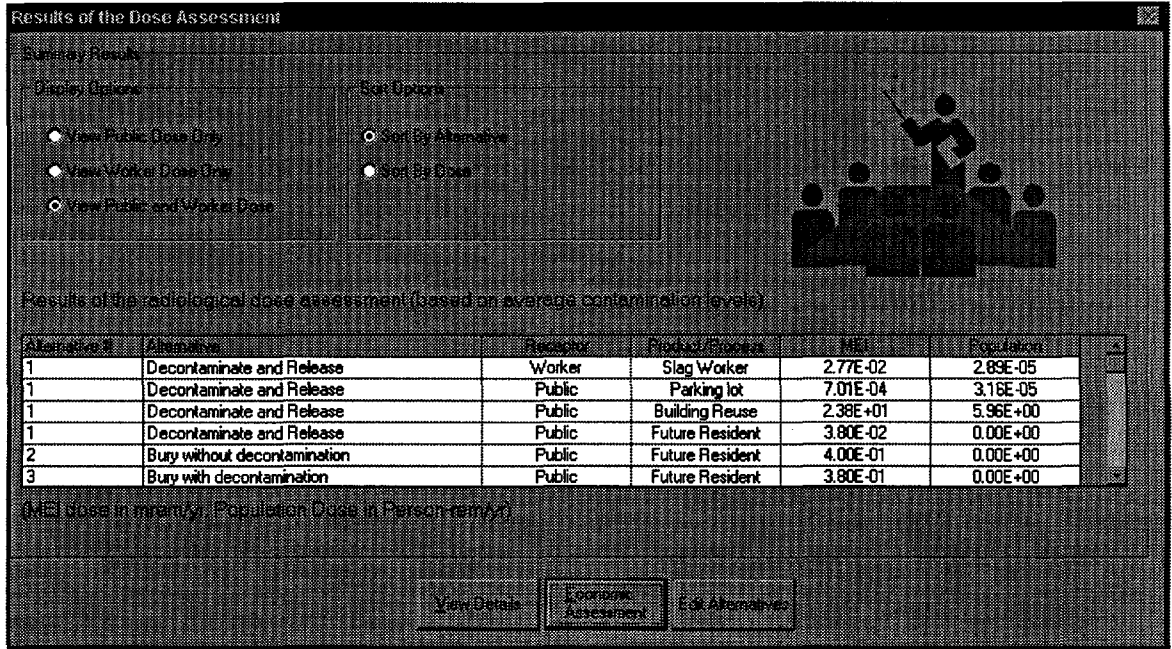 Results of the Dose Assessment
Summary Results
Display Options
Sort Options
View Public Dose Only
Sort By Alternative
View Worker Dose Only
Sort By Dose
View Public and Worker Dose
Results of the radiological dose assessment (based on average contamination levels)
Alternative # Alternative Receptor Product/Process MEI Population
1 Decontaminate and Release Worker Slag Worker 2.77E-02 2.89E-05
1 Decontaminate and Release Public Parking lot 7.01E-04 3.16E-05
1 Decontaminate and Release Public Building Reuse 2.38E+01 5.96E+00
1 Decontaminate and Release Public Future Resident 3.80E-02 0.00E+00
2 Bury without decontamination Public Future Resident 4.00E-01 0.00E+00
3 Bury with decontamination Public Future Resident 3.80E-01 0.00E+00
(MEI dose in mrem/yr, Population Dose in Person-rem/yr)
View Details
Economic
Assessment
Edit Alternatives